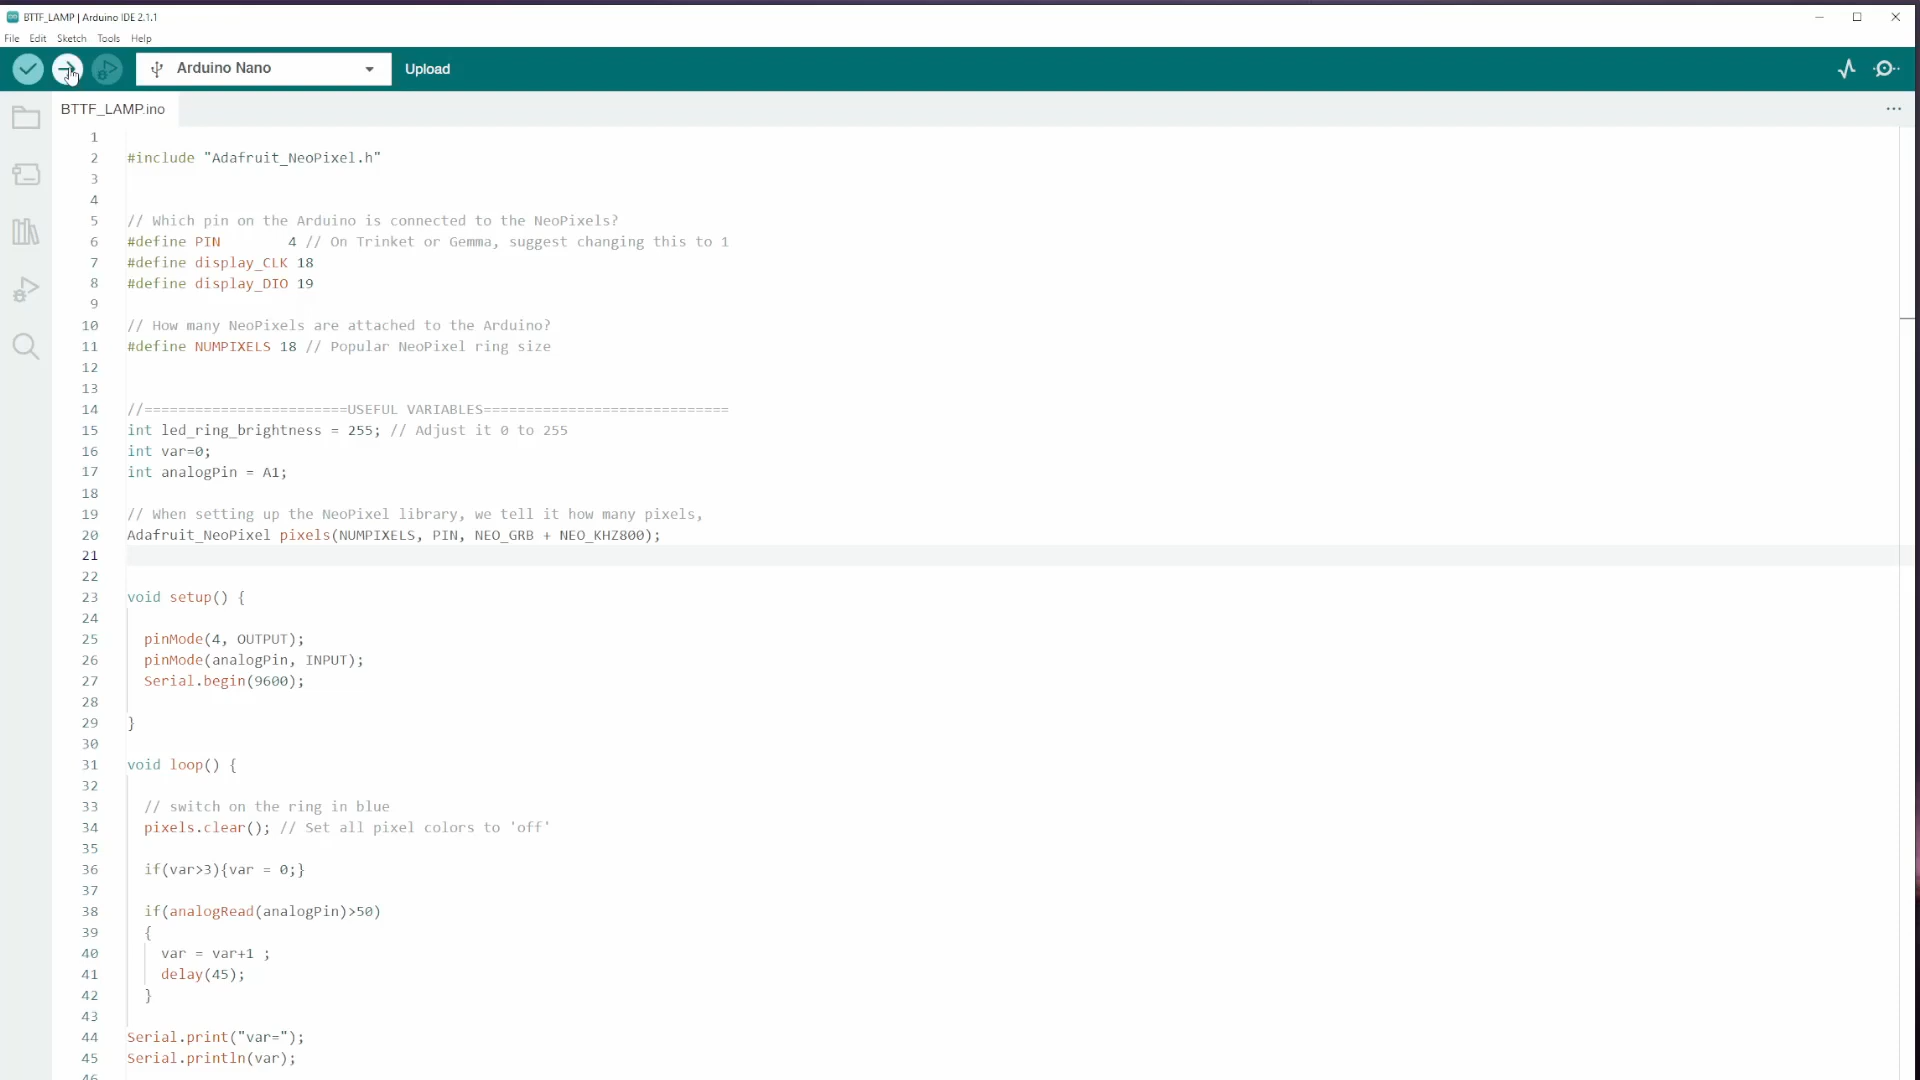 BTTF_LAMP | Arduino IDE 2.1.1
File Edit Sketch Tools Help
Arduino Nano
Upload
BTTF_LAMP.ino
1
2 #include "Adafruit_NeoPixel.h"
3
4
5 // Which pin on the Arduino is connected to the NeoPixels?
6 #define PIN        4 // On Trinket or Gemma, suggest changing this to 1
7 #define display_CLK 18
8 #define display_DIO 19
9
10 // How many NeoPixels are attached to the Arduino?
11 #define NUMPIXELS 18 // Popular NeoPixel ring size
12
13
14 //========================USEFUL VARIABLES=============================
15 int led_ring_brightness = 255; // Adjust it 0 to 255
16 int var=0;
17 int analogPin = A1;
18
19 // When setting up the NeoPixel library, we tell it how many pixels,
20 Adafruit_NeoPixel pixels(NUMPIXELS, PIN, NEO_GRB + NEO_KHZ800);
21
22
23 void setup() {
24
25   pinMode(4, OUTPUT);
26   pinMode(analogPin, INPUT);
27   Serial.begin(9600);
28
29 }
30
31 void loop() {
32
33   // switch on the ring in blue
34   pixels.clear(); // Set all pixel colors to 'off'
35
36   if(var>3){var = 0;}
37
38   if(analogRead(analogPin)>50)
39   {
40     var = var+1 ;
41     delay(45);
42   }
43
44 Serial.print("var=");
45 Serial.println(var);
46